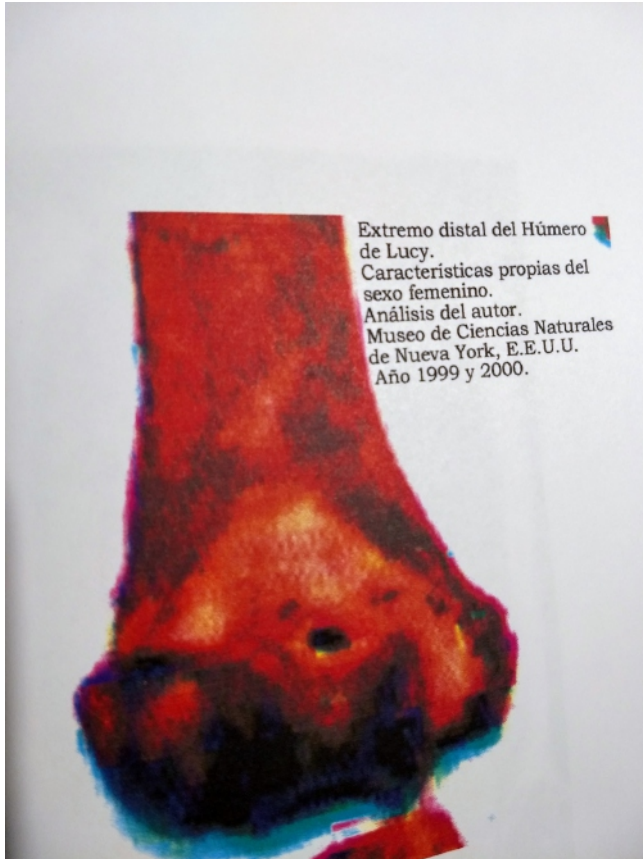 Extremo distal del Húmero
de Lucy.
Características propias del
sexo femenino.
Análisis del autor.
Museo de Ciencias Naturales
de Nueva York, E.E.U.U.
Año 1999 y 2000.